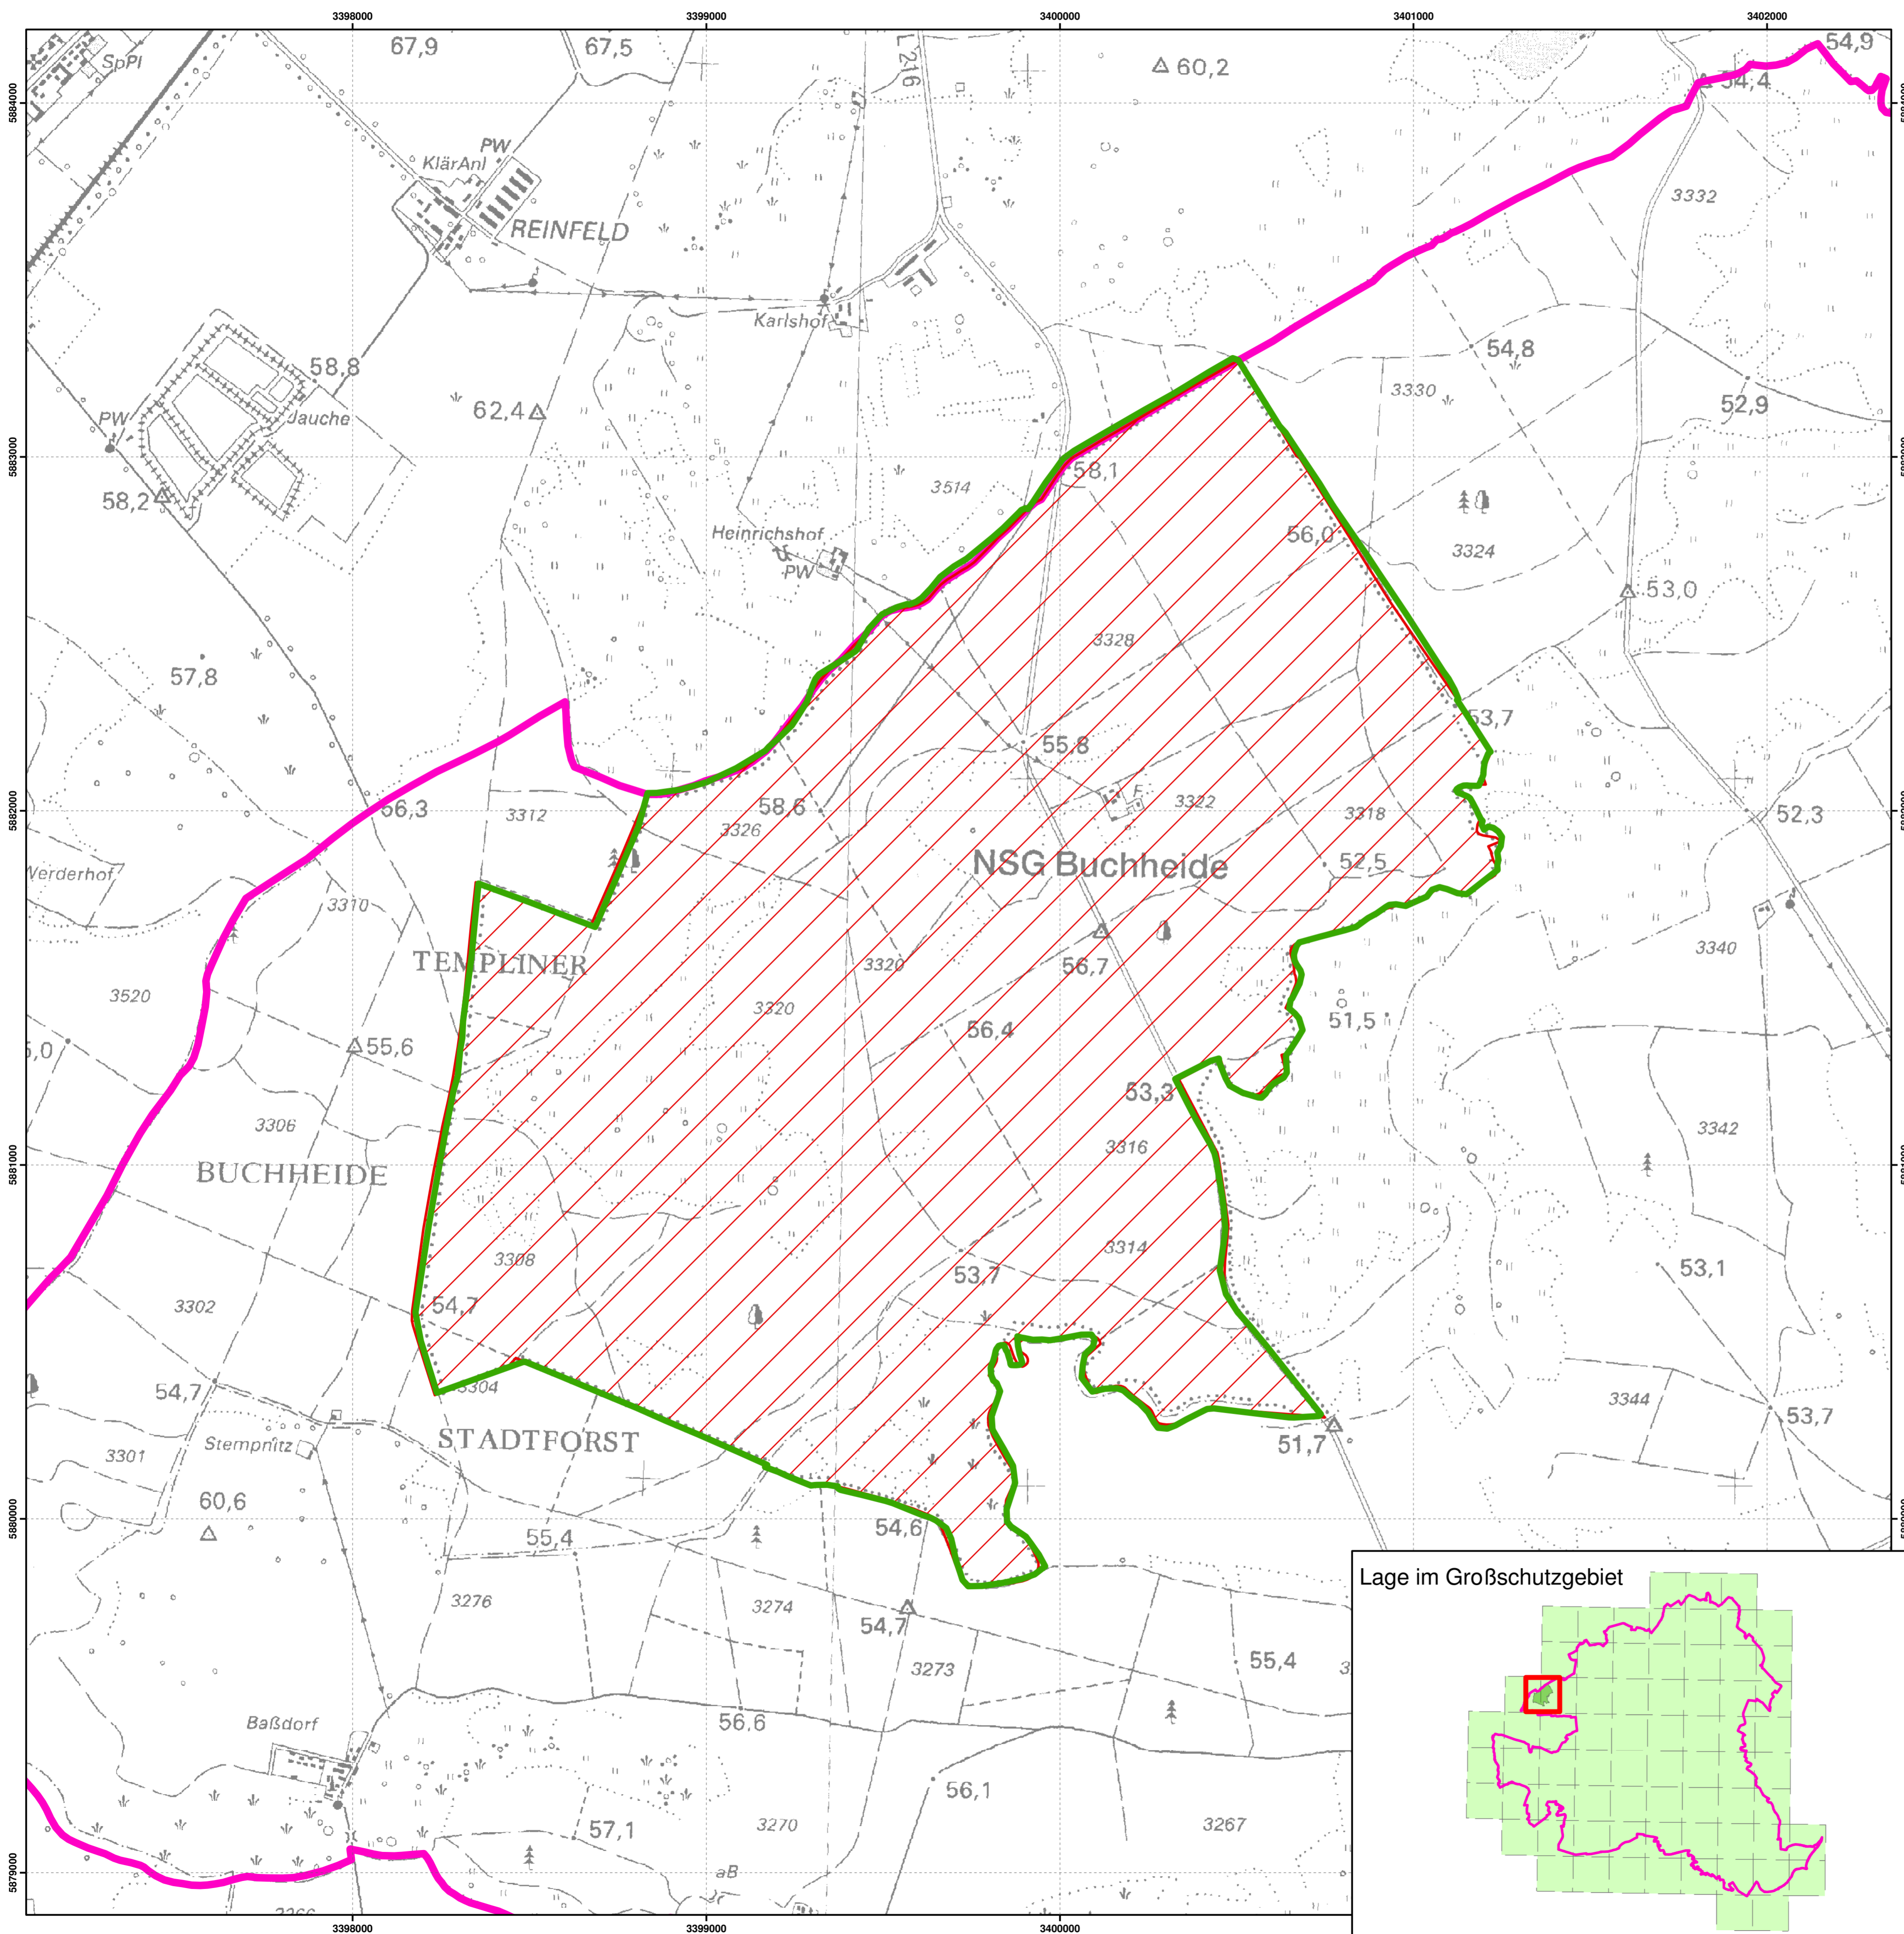 3398000 3399000 3400000 3401000 3402000
67,9 67,5 54,9
SpPl L216 60,2 54,4
5884000
PW
KlärAnl
3332
REINFELD
Karlshof
54,8
58,8 3330
52,9
62,4
Jauche
PW
5883000
58,1
58,2 3514
Heinrichshof 56,0
3324
PW
53,0
3328
57,8
53,7
55,8
F
58,6 3322
56,3 3312 3326 3318 52,3
5882000
NSG Buchheide 52,5
Werderhof
3310
3340
TEMPLINER 3320 56,7
3520 3320
56,4 51,5
5,0 55,6
53,3
3306 3316 3342
BUCHHEIDE
5881000
3308 3314
53,7 53,1
3302 54,7
54,7 3304
3344
53,7
Stempnitz STADTFORST 51,7
3301
60,6
54,6
5880000
55,4
Lage im Großschutzgebiet
3276 3274
54,7
3273 55,4
Baßdorf 56,6
56,1
3270 3267
57,1
aB
5879000
3398000 3399000 3400000